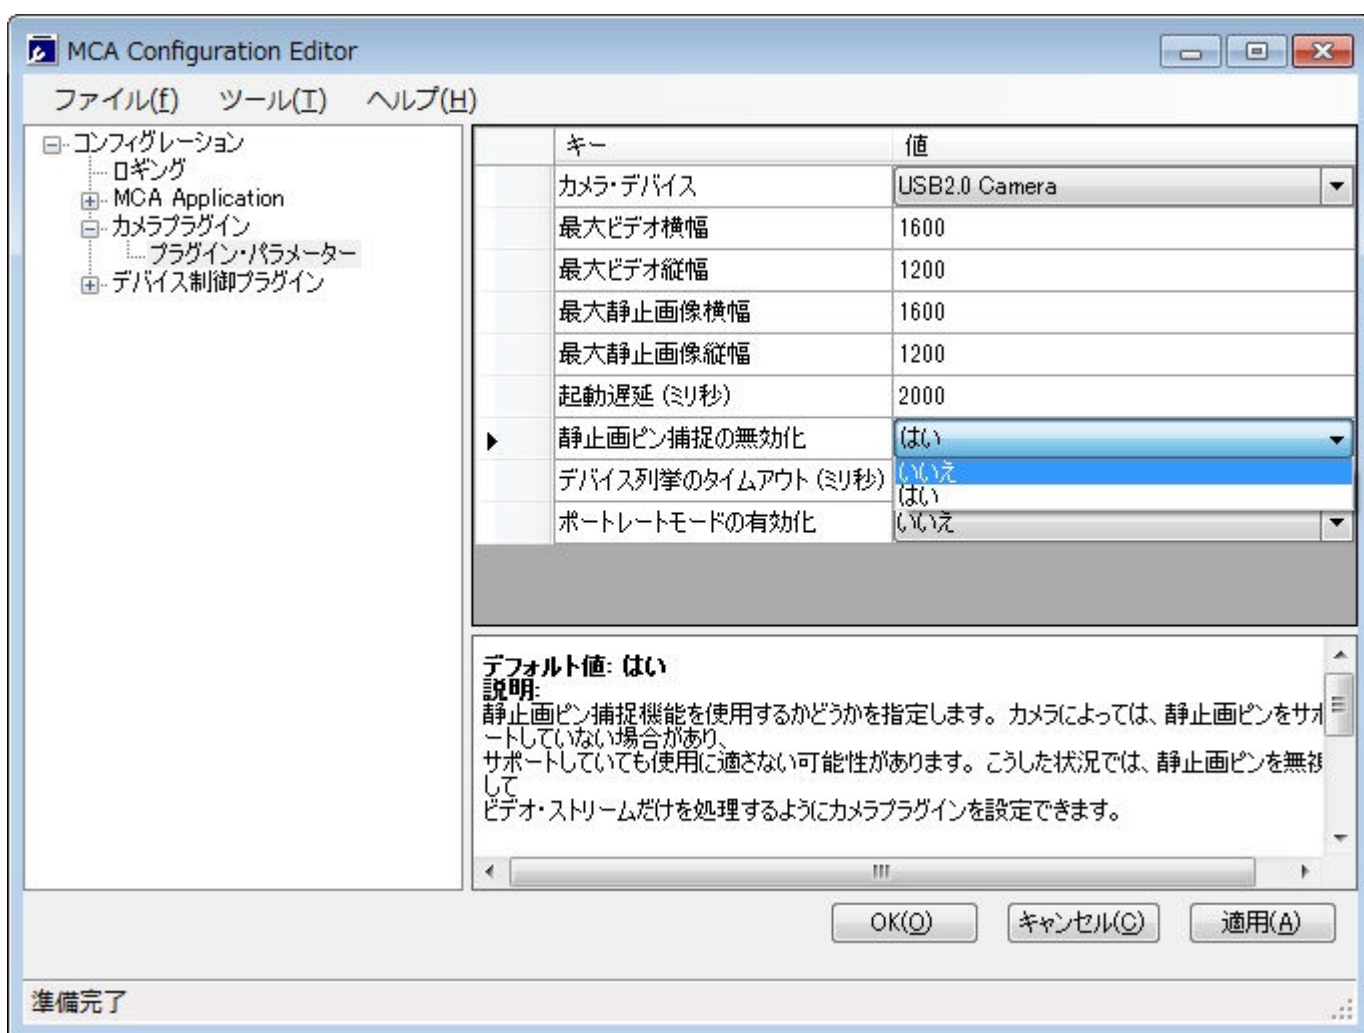 MCA Configuration Editor
ファイル(f) ツール(T) ヘルプ(H)
コンフィグレーション
ロギング
MCA Application
カメラプラグイン
プラグイン・パラメーター
デバイス制御プラグイン
キー 値
カメラ・デバイス USB2.0 Camera
最大ビデオ横幅 1600
最大ビデオ縦幅 1200
最大静止画像横幅 1600
最大静止画像縦幅 1200
起動遅延 (ミリ秒) 2000
静止画ピン捕捉の無効化 はい
デバイス列挙のタイムアウト (ミリ秒) いいえ
はい
ポートレートモードの有効化 いいえ
デフォルト値: はい
説明:
静止画ピン捕捉機能を使用するかどうかを指定します。カメラによっては、静止画ピンをサポ
ートしていない場合があり、
サポートしていても使用に適さない可能性があります。こうした状況では、静止画ピンを無視
して
ビデオ・ストリームだけを処理するようにカメラプラグインを設定できます。
OK(O) キャンセル(C) 適用(A)
準備完了